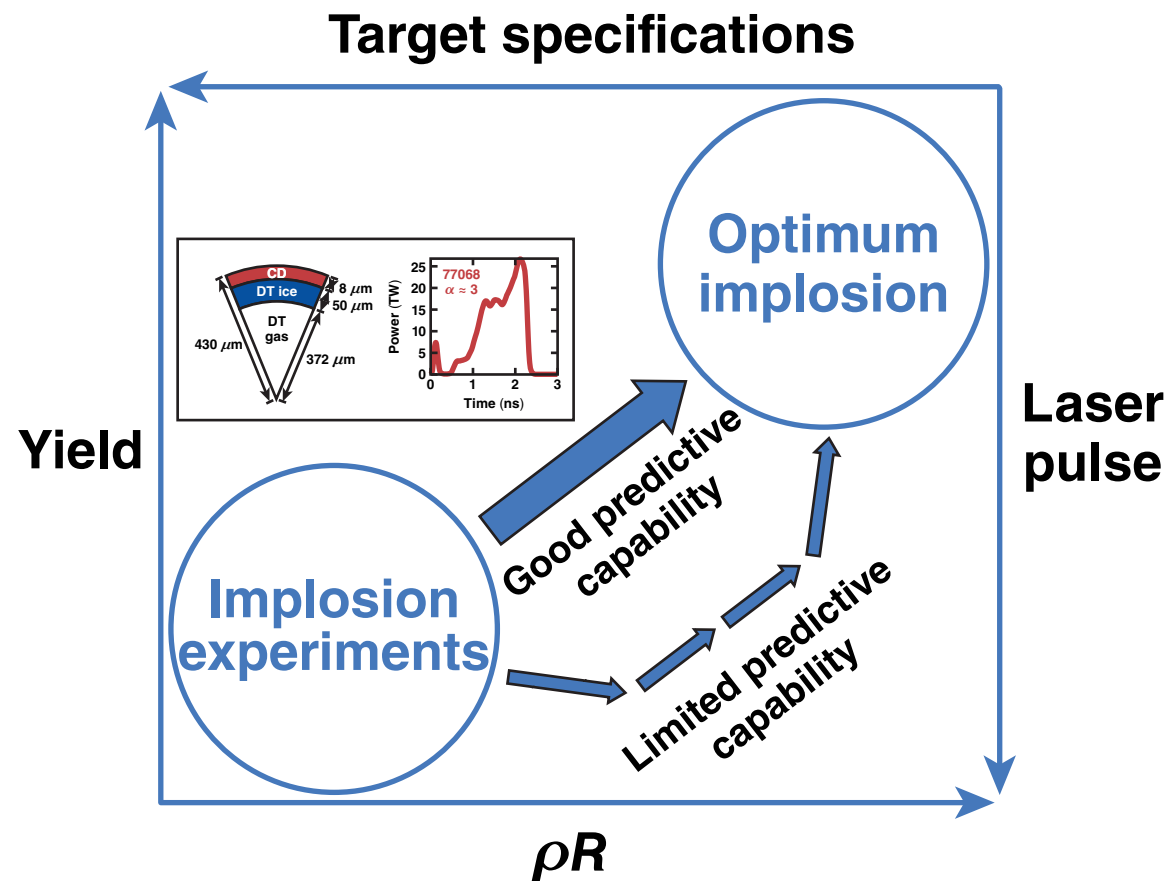 Target specifications
Yield
CD
DT ice
DT
gas
8 μm
50 μm
430 μm
372 μm
Power (TW)
25
20
15
10
5
0
77068
α ≈ 3
0 1 2 3
Time (ns)
Optimum
implosion
Laser
pulse
Good predictive
capability
Implosion
experiments
Limited predictive
capability
ρR